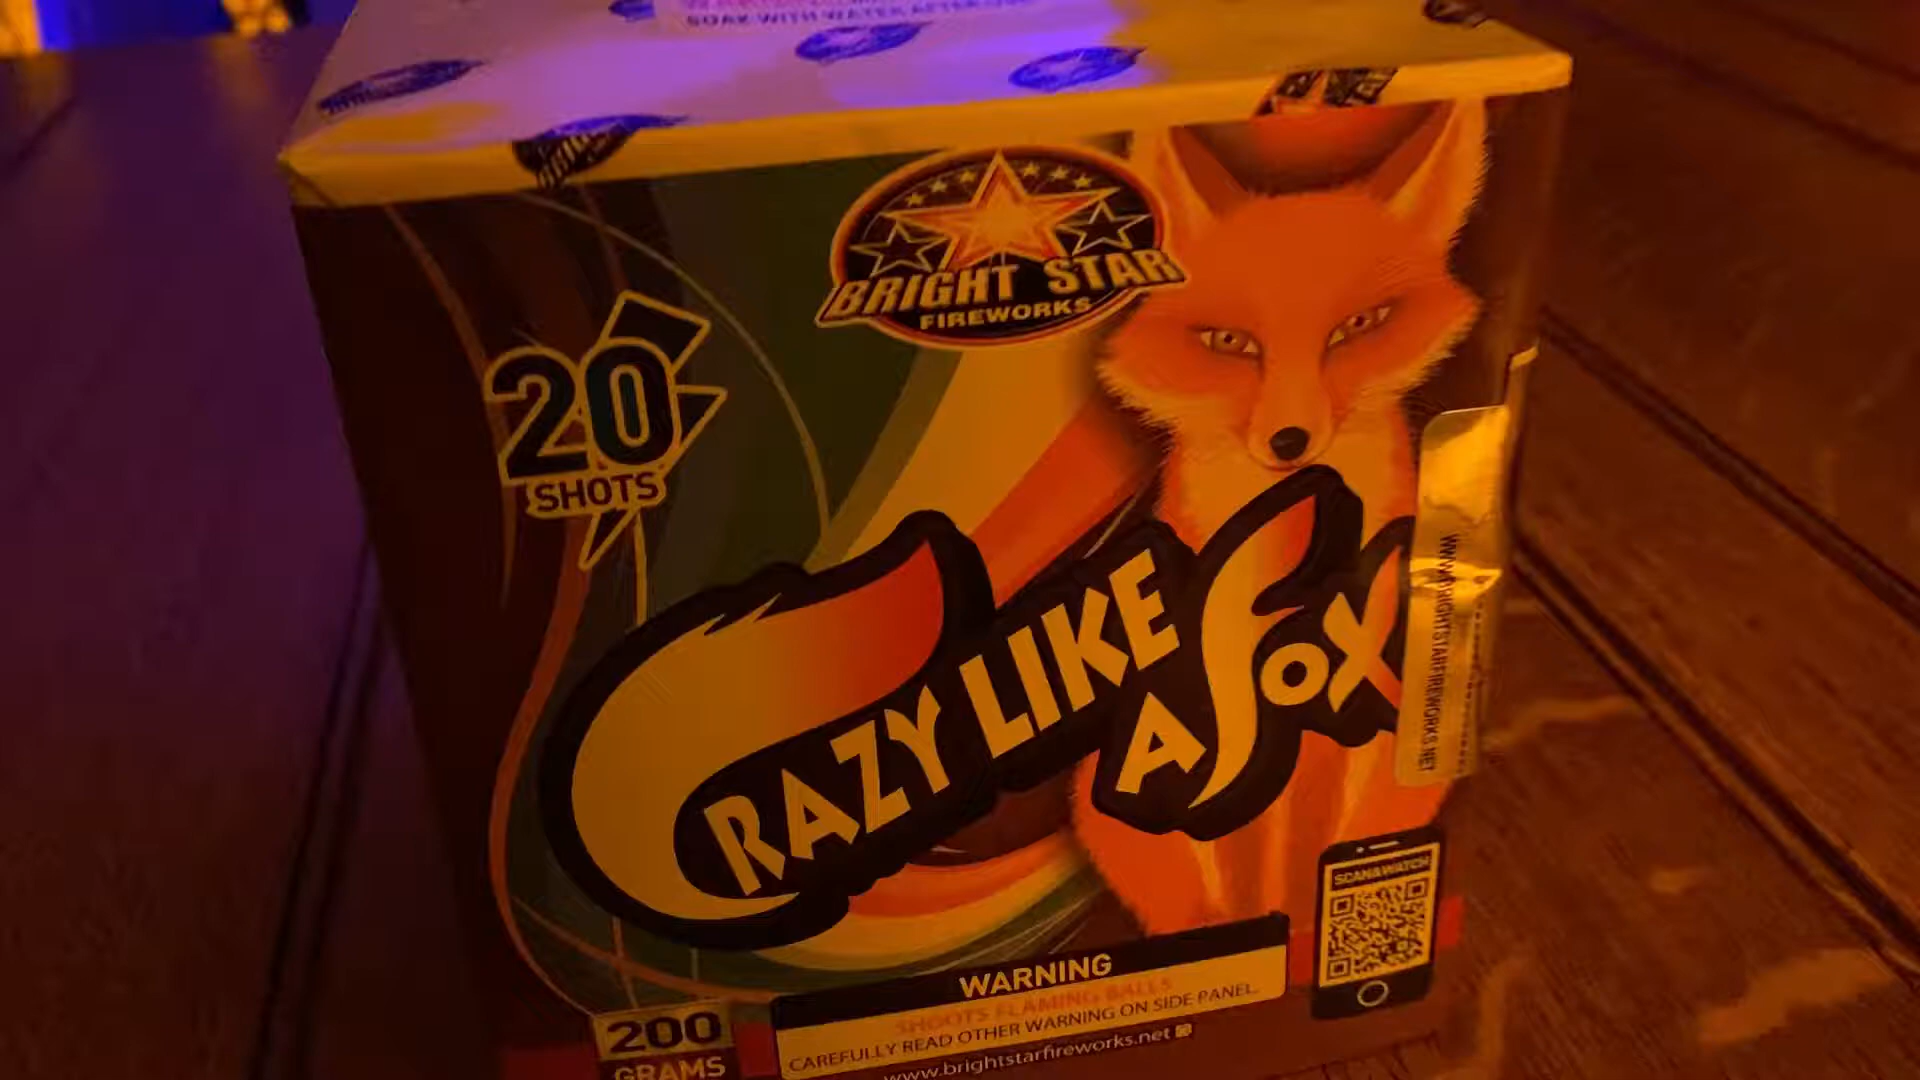 SOAK WITH WATER AFTER USE
BRIGHT STAR
FIREWORKS
20
SHOTS
CRAZY LIKE
A FOX
WWW.BRIGHTSTARFIREWORKS.NET
SCAN&WATCH
WARNING
SHOOTS FLAMING BALLS
CAREFULLY READ OTHER WARNING ON SIDE PANEL.
www.brightstarfireworks.net
200
GRAMS